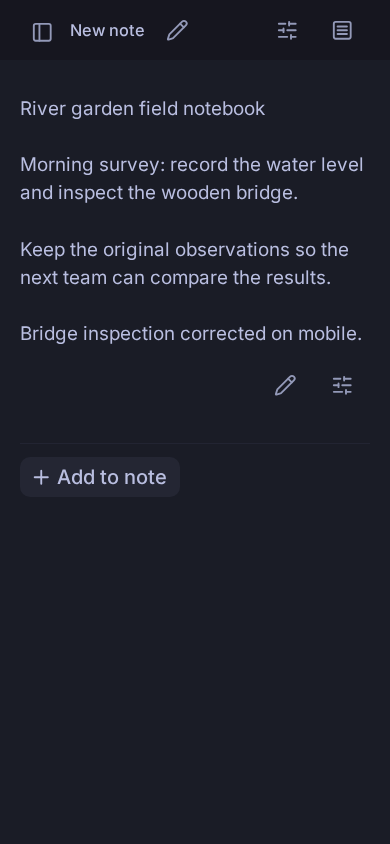 New note
River garden field notebook
Morning survey: record the water level
and inspect the wooden bridge.
Keep the original observations so the
next team can compare the results.
Bridge inspection corrected on mobile.
+ Add to note